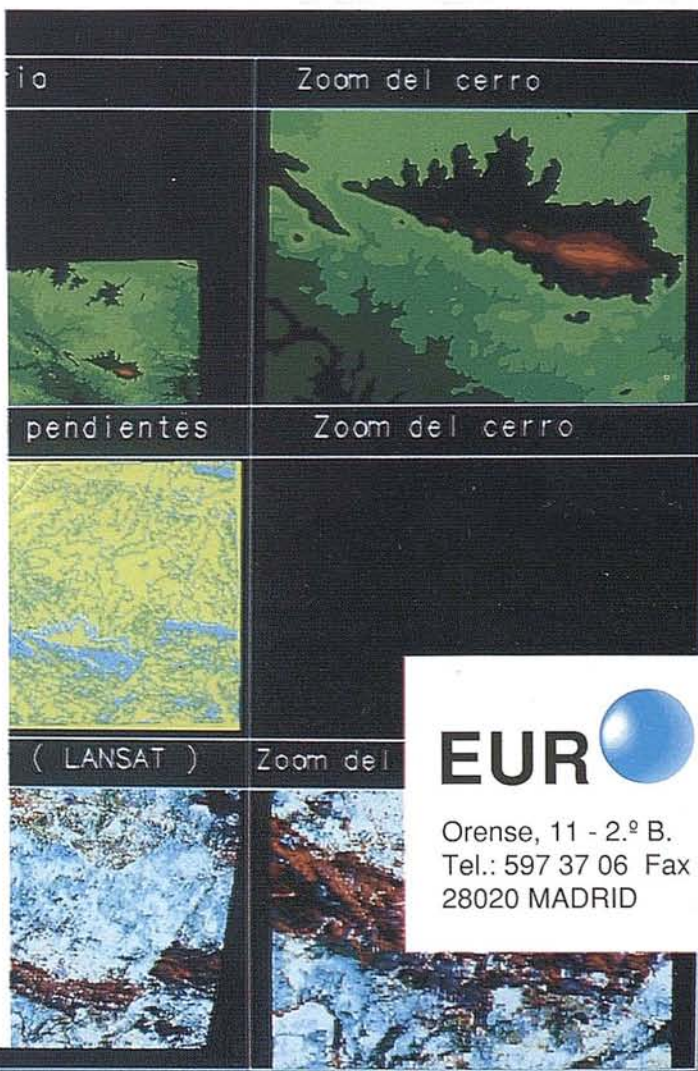 ria Zoom del cerro
pendientes Zoom del cerro
( LANSAT ) Zoom del
EUR
Orense, 11 - 2.º B.
Tel.: 597 37 06 Fax
28020 MADRID